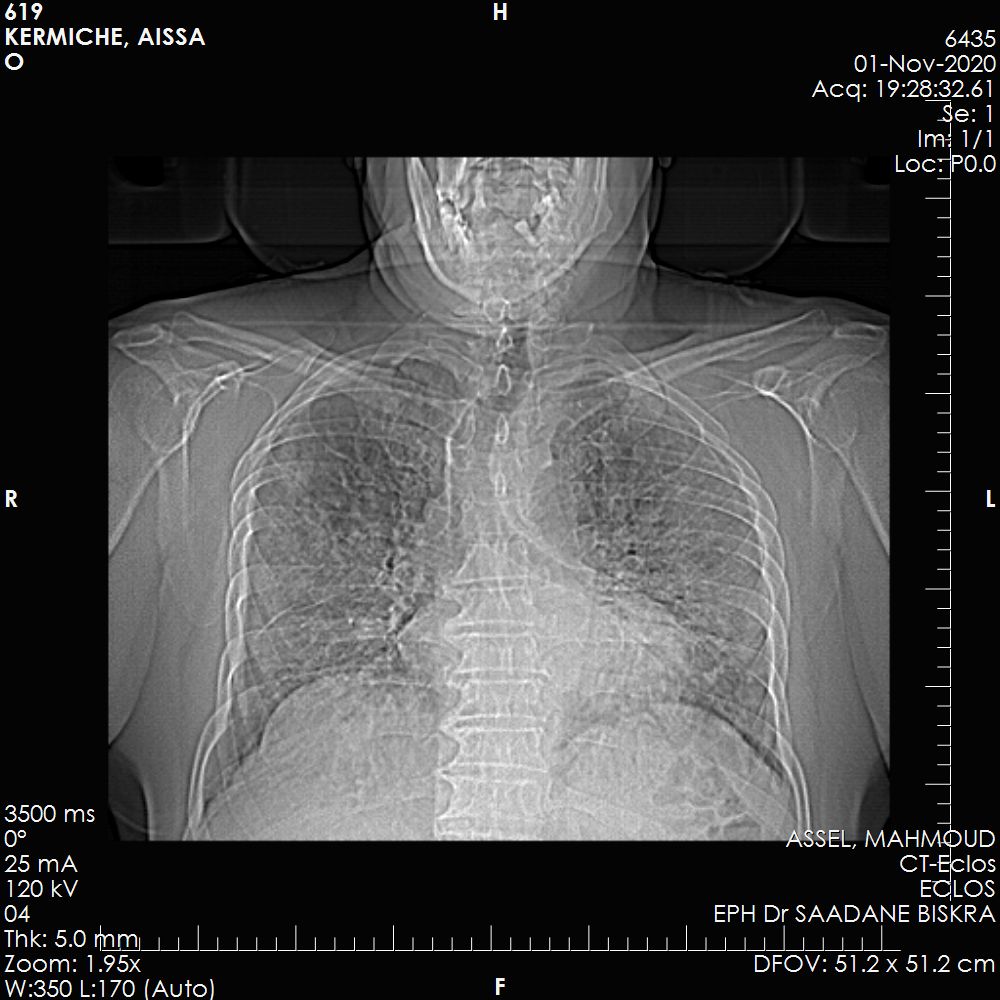 619
KERMICHE, AISSA
O
H
6435
01-Nov-2020
Acq: 19:28:32.61
Se: 1
Im: 1/1
Loc: P0.0
R
L
3500 ms
0°
25 mA
120 kV
04
Thk: 5.0 mm
Zoom: 1.95x
W:350 L:170 (Auto)
F
ASSEL, MAHMOUD
CT-Eclos
ECLOS
EPH Dr SAADANE BISKRA
DFOV: 51.2 x 51.2 cm